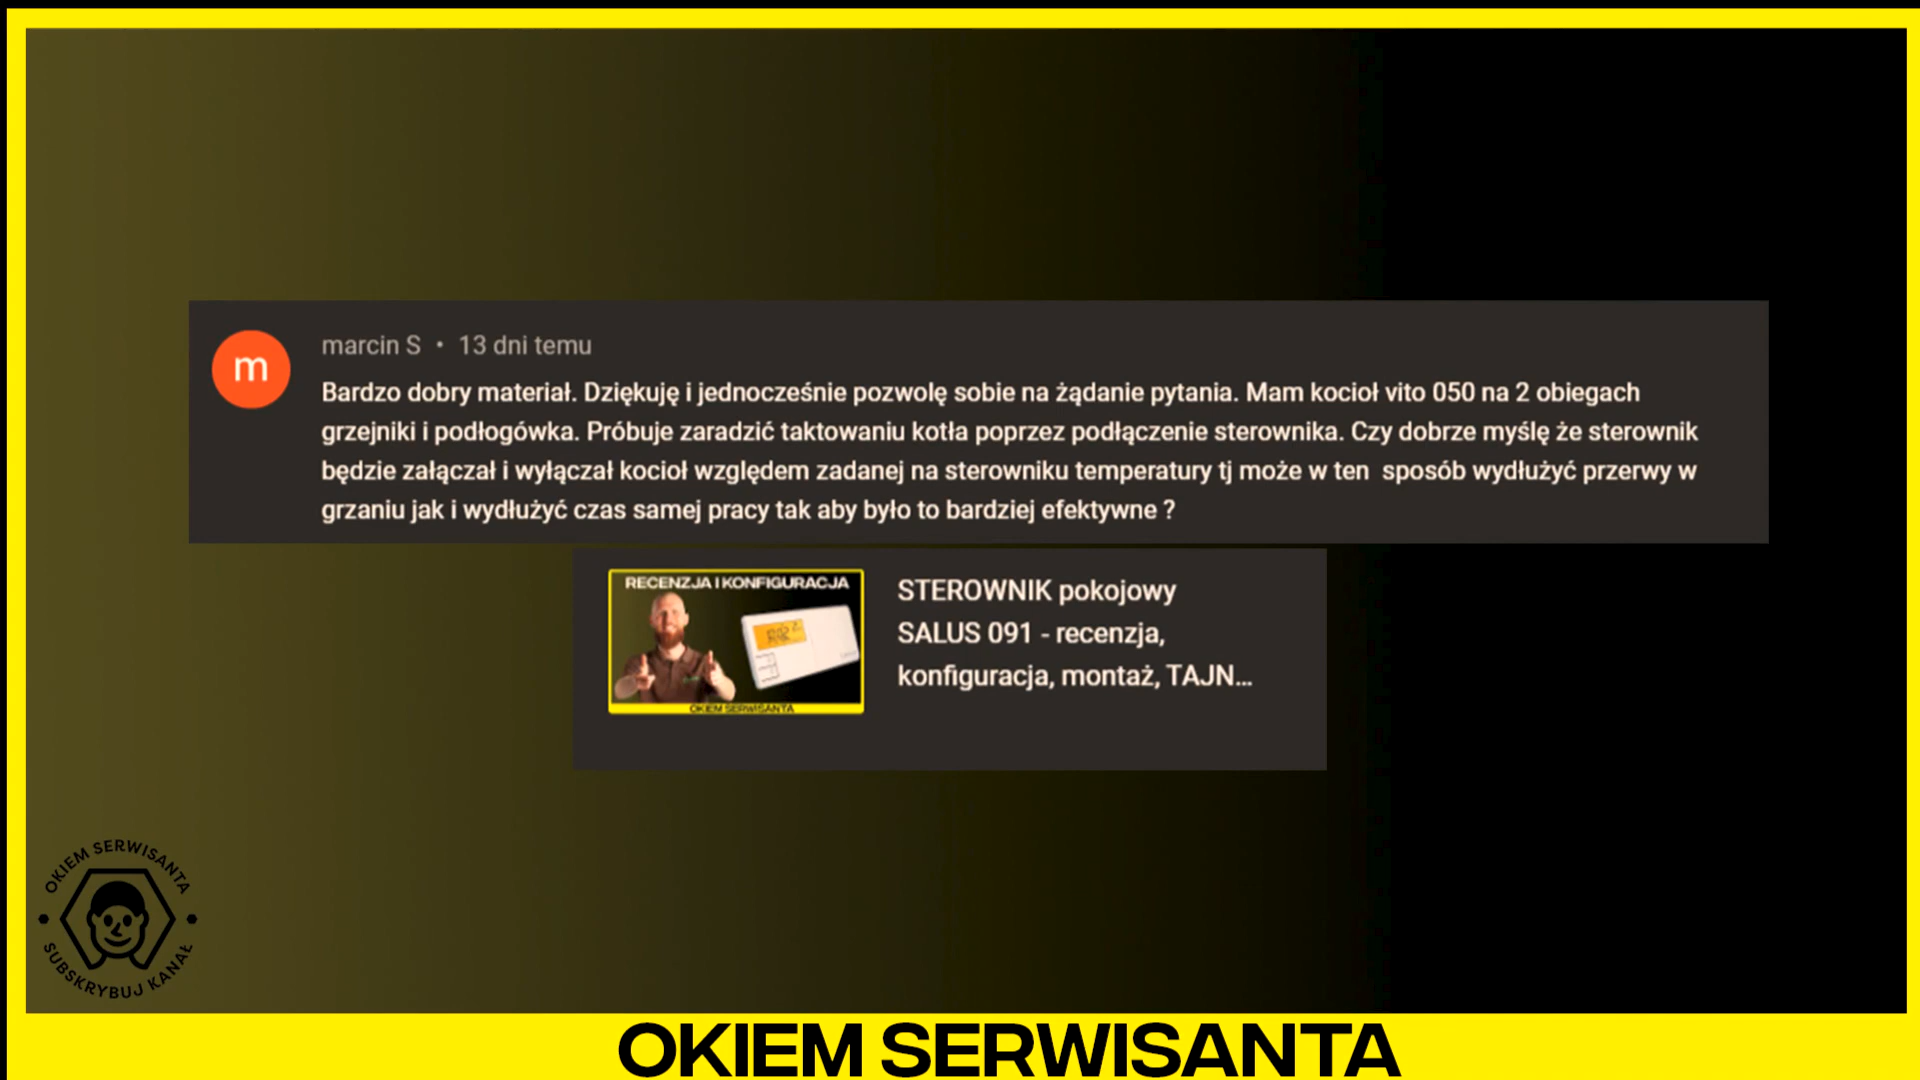 marcin S • 13 dni temu
m
Bardzo dobry materiał. Dziękuję i jednocześnie pozwolę sobie na żądanie pytania. Mam kocioł vito 050 na 2 obiegach
grzejniki i podłogówka. Próbuje zaradzić taktowaniu kotła poprzez podłączenie sterownika. Czy dobrze myślę że sterownik
będzie załączał i wyłączał kocioł względem zadanej na sterowniku temperatury tj może w ten sposób wydłużyć przerwy w
grzaniu jak i wydłużyć czas samej pracy tak aby było to bardziej efektywne ?
RECENZJA I KONFIGURACJA
OKIEM SERWISANTA
STEROWNIK pokojowy
SALUS 091 - recenzja,
konfiguracja, montaż, TAJN...
OKIEM SERWISANTA
SUBSKRYBUJ KANAŁ
OKIEM SERWISANTA